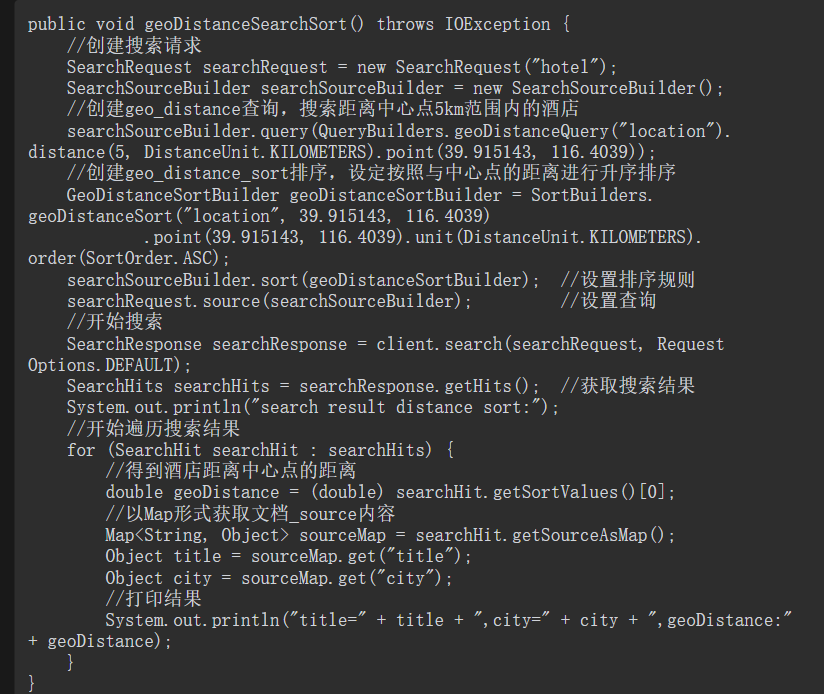 public void geoDistanceSearchSort() throws IOException {
    //创建搜索请求
    SearchRequest searchRequest = new SearchRequest("hotel");
    SearchSourceBuilder searchSourceBuilder = new SearchSourceBuilder();
    //创建geo_distance查询，搜索距离中心点5km范围内的酒店
    searchSourceBuilder.query(QueryBuilders.geoDistanceQuery("location").
distance(5, DistanceUnit.KILOMETERS).point(39.915143, 116.4039));
    //创建geo_distance_sort排序，设定按照与中心点的距离进行升序排序
    GeoDistanceSortBuilder geoDistanceSortBuilder = SortBuilders.
geoDistanceSort("location", 39.915143, 116.4039)
            .point(39.915143, 116.4039).unit(DistanceUnit.KILOMETERS).
order(SortOrder.ASC);
    searchSourceBuilder.sort(geoDistanceSortBuilder);  //设置排序规则
    searchRequest.source(searchSourceBuilder);         //设置查询
    //开始搜索
    SearchResponse searchResponse = client.search(searchRequest, Request
Options.DEFAULT);
    SearchHits searchHits = searchResponse.getHits();  //获取搜索结果
    System.out.println("search result distance sort:");
    //开始遍历搜索结果
    for (SearchHit searchHit : searchHits) {
        //得到酒店距离中心点的距离
        double geoDistance = (double) searchHit.getSortValues()[0];
        //以Map形式获取文档_source内容
        Map<String, Object> sourceMap = searchHit.getSourceAsMap();
        Object title = sourceMap.get("title");
        Object city = sourceMap.get("city");
        //打印结果
        System.out.println("title=" + title + ",city=" + city + ",geoDistance:"
+ geoDistance);
    }
}